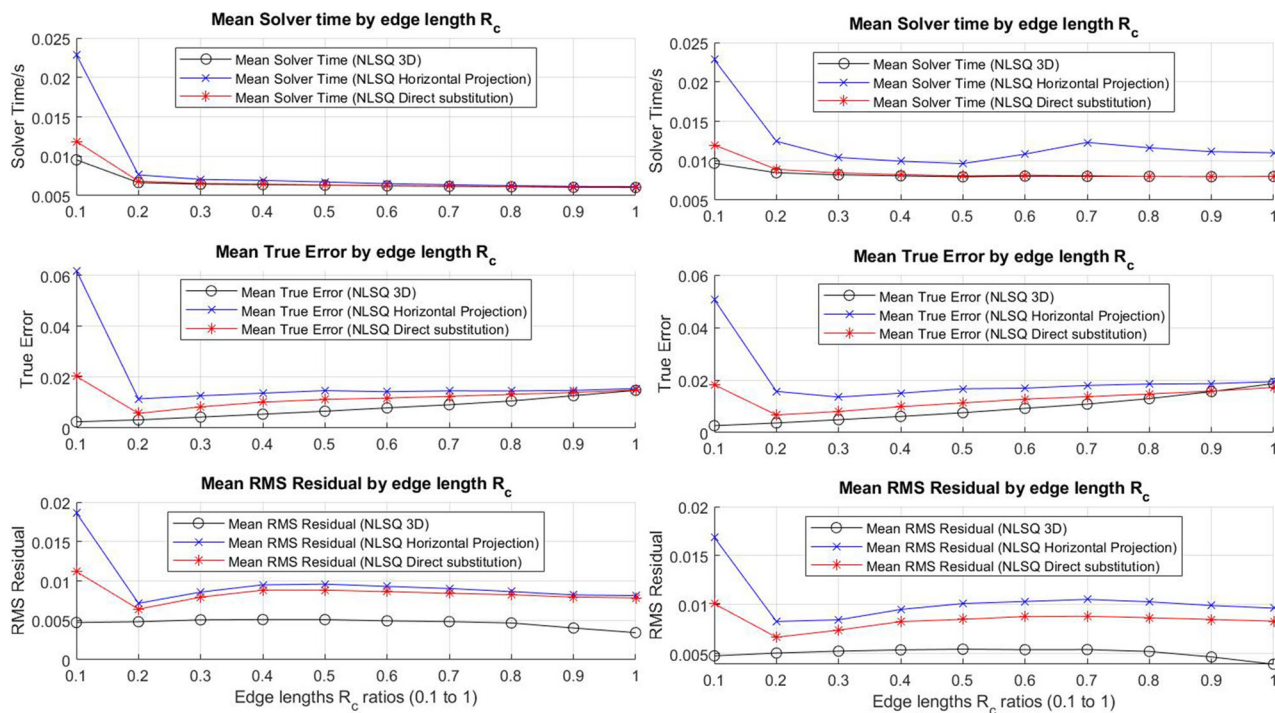 Mean Solver time by edge length R_c
Solver Time/s
0.025
0.02
0.015
0.01
0.005
Mean Solver Time (NLSQ 3D)
Mean Solver Time (NLSQ Horizontal Projection)
Mean Solver Time (NLSQ Direct substitution)
0.1 0.2 0.3 0.4 0.5 0.6 0.7 0.8 0.9 1
Mean True Error by edge length R_c
True Error
0.06
0.04
0.02
0
Mean True Error (NLSQ 3D)
Mean True Error (NLSQ Horizontal Projection)
Mean True Error (NLSQ Direct substitution)
0.1 0.2 0.3 0.4 0.5 0.6 0.7 0.8 0.9 1
Mean RMS Residual by edge length R_c
RMS Residual
0.02
0.015
0.01
0.005
0
Mean RMS Residual (NLSQ 3D)
Mean RMS Residual (NLSQ Horizontal Projection)
Mean RMS Residual (NLSQ Direct substitution)
0.1 0.2 0.3 0.4 0.5 0.6 0.7 0.8 0.9 1
Edge lengths R_c ratios (0.1 to 1)
Mean Solver time by edge length R_c
Solver Time/s
0.025
0.02
0.015
0.01
0.005
Mean Solver Time (NLSQ 3D)
Mean Solver Time (NLSQ Horizontal Projection)
Mean Solver Time (NLSQ Direct substitution)
0.1 0.2 0.3 0.4 0.5 0.6 0.7 0.8 0.9 1
Mean True Error by edge length R_c
True Error
0.06
0.04
0.02
0
Mean True Error (NLSQ 3D)
Mean True Error (NLSQ Horizontal Projection)
Mean True Error (NLSQ Direct substitution)
0.1 0.2 0.3 0.4 0.5 0.6 0.7 0.8 0.9 1
Mean RMS Residual by edge length R_c
RMS Residual
0.02
0.015
0.01
0.005
Mean RMS Residual (NLSQ 3D)
Mean RMS Residual (NLSQ Horizontal Projection)
Mean RMS Residual (NLSQ Direct substitution)
0.1 0.2 0.3 0.4 0.5 0.6 0.7 0.8 0.9 1
Edge lengths R_c ratios (0.1 to 1)